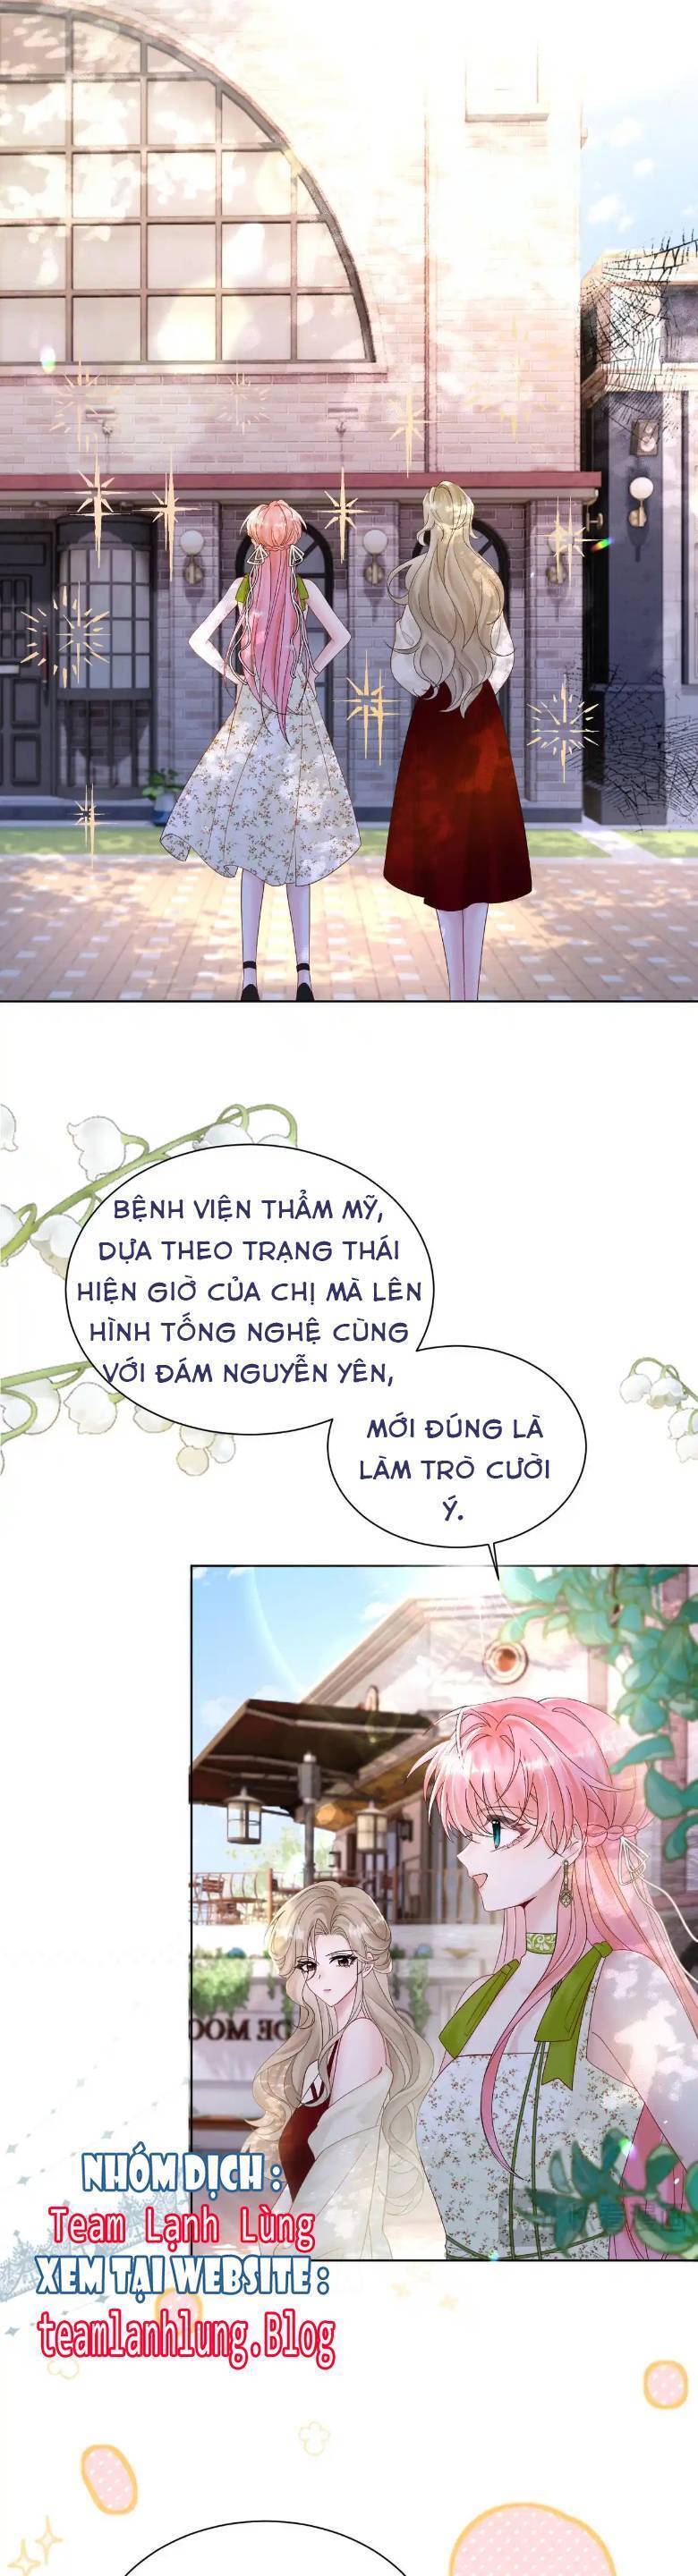 BỆNH VIỆN THẨM MỸ,
DỰA THEO TRẠNG THÁI
HIỆN GIỜ CỦA CHỊ MÀ LÊN
HÌNH TỐNG NGHỆ CÙNG
VỚI ĐÁM NGUYỄN YÊN,
MỚI ĐÚNG LÀ
LÀM TRÒ CƯỜI
Ý.
DE MOO
NHÓM DỊCH :
Team Lạnh Lùng
XEM TẠI WEBSITE :
teamlanhlung.Blog